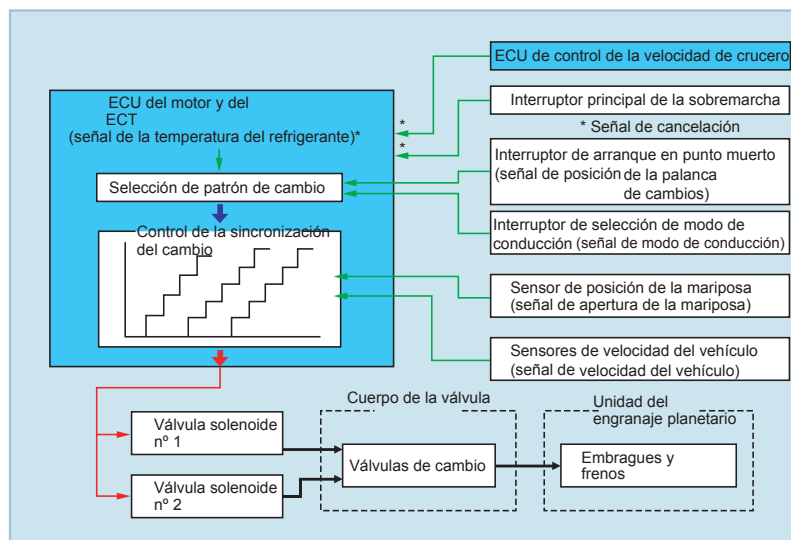 ECU de control de la velocidad de crucero
ECU del motor y del
ECT
(señal de la temperatura del refrigerante)*
*
*
Interruptor principal de la sobremarcha
* Señal de cancelación
Interruptor de arranque en punto muerto
(señal de posición de la palanca
de cambios)
Selección de patrón de cambio
Interruptor de selección de modo de
conducción (señal de modo de conducción)
Control de la sincronización
del cambio
Sensor de posición de la mariposa
(señal de apertura de la mariposa)
Sensores de velocidad del vehículo
(señal de velocidad del vehículo)
Cuerpo de la válvula
Unidad del
engranaje planetario
Válvula solenoide
nº 1
Válvulas de cambio
Embragues y
frenos
Válvula solenoide
nº 2